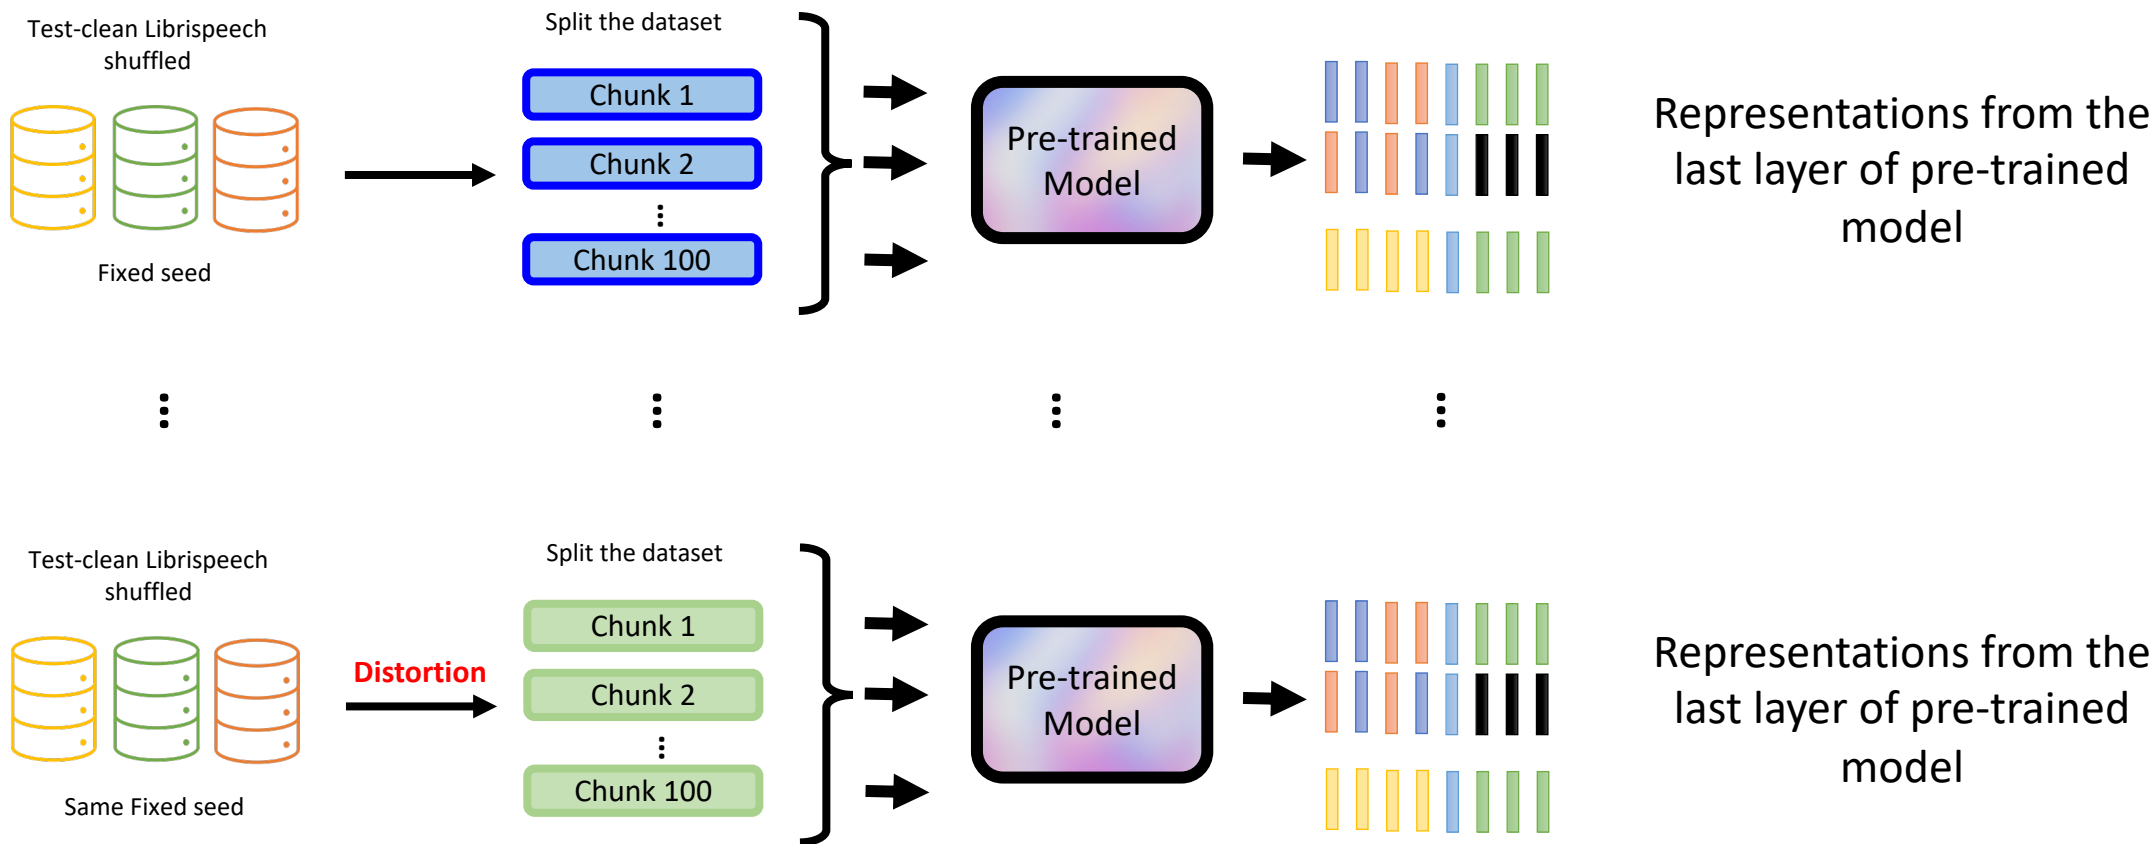 Test-clean Librispeech
shuffled
Fixed seed
Split the dataset
Chunk 1
Chunk 2
Chunk 100
Pre-trained
Model
Representations from the
last layer of pre-trained
model
Test-clean Librispeech
shuffled
Same Fixed seed
Distortion
Split the dataset
Chunk 1
Chunk 2
Chunk 100
Pre-trained
Model
Representations from the
last layer of pre-trained
model